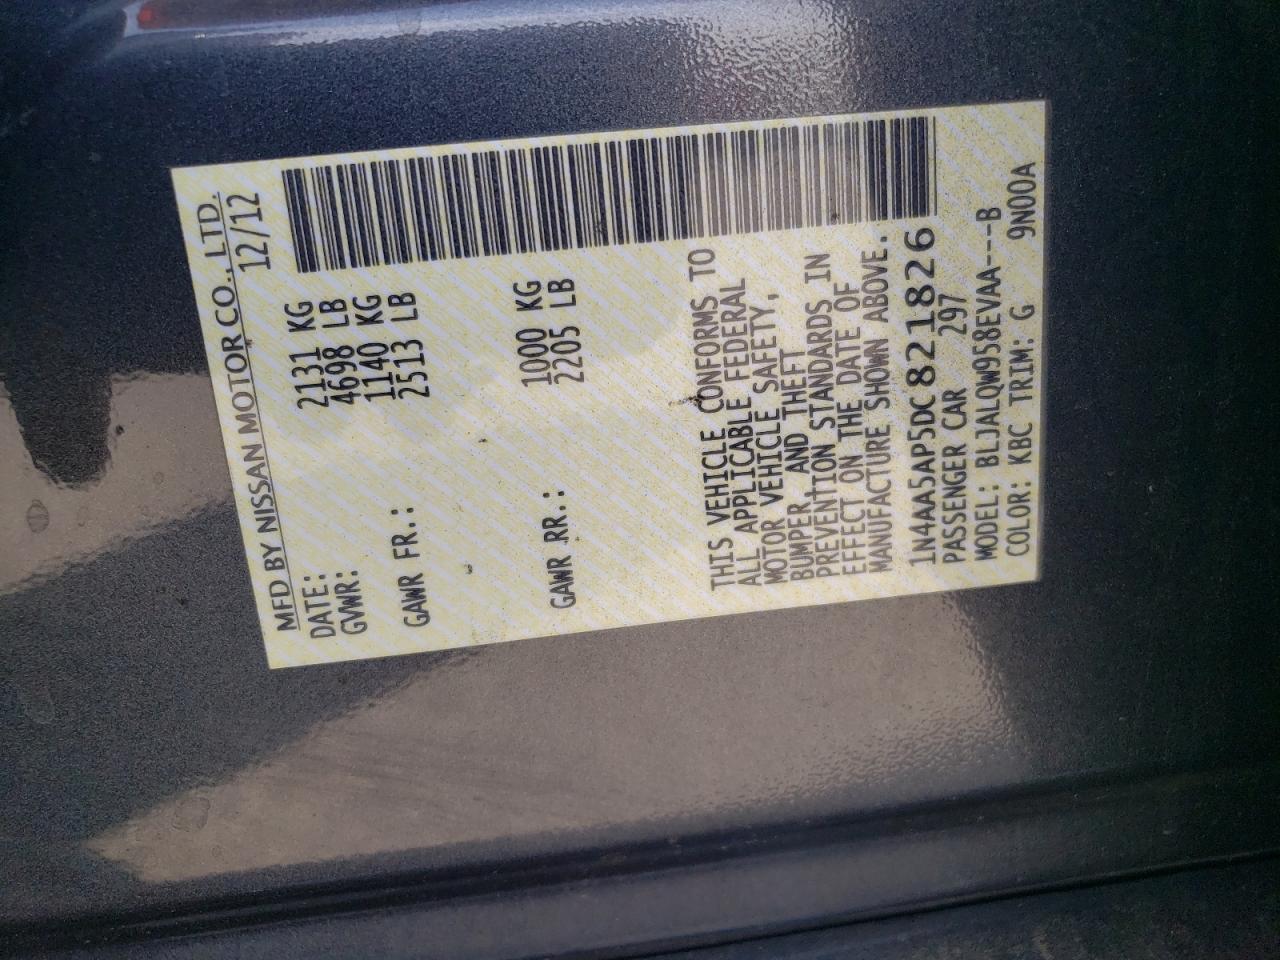 MFD BY NISSAN MOTOR CO., LTD.
DATE: 12/12
GVWR: 2131 KG
4698 LB
GAWR FR.: 1140 KG
2513 LB
GAWR RR.: 1000 KG
2205 LB
THIS VEHICLE CONFORMS TO
ALL APPLICABLE FEDERAL
MOTOR VEHICLE SAFETY,
BUMPER AND THEFT
PREVENTION STANDARDS IN
EFFECT ON THE DATE OF
MANUFACTURE SHOWN ABOVE.
1N4AA5AP5DC821826
PASSENGER CAR 297
MODEL: BLJALQW958EVAA---B
COLOR: KBC TRIM: G 9N00A